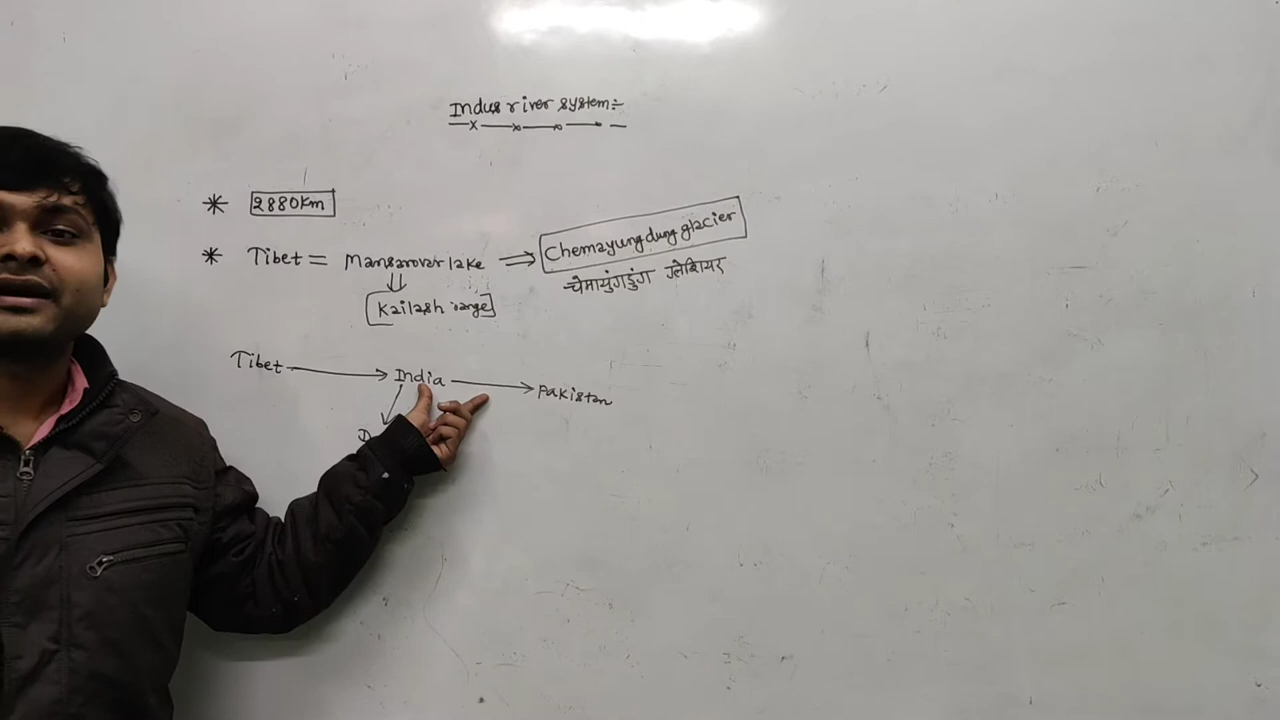 Indus river system:-
* 2880Km
* Tibet = Mansarovar lake ⇒ Chemayungdung glacier
चेमायुंगडुंग ग्लेशियर
⇓
Kailash range
Tibet → India → Pakistan
D